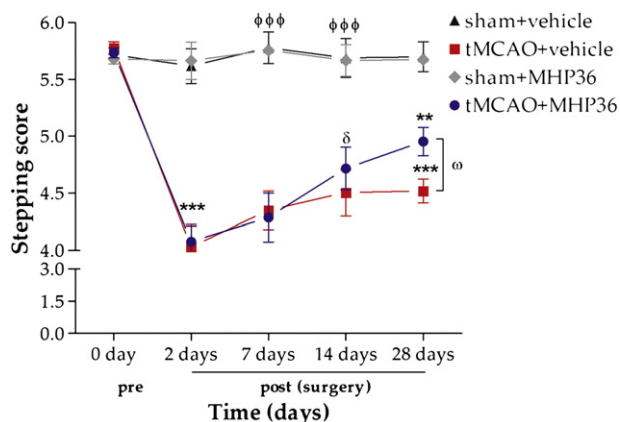 6.0
ϕϕϕ ϕϕϕ
5.5
5.0
4.5
4.0
3.0
1.5
0.0
Stepping score
***
δ
**
***
ω
sham+vehicle
tMCAO+vehicle
sham+MHP36
tMCAO+MHP36
0 day 2 days 7 days 14 days 28 days
pre post (surgery)
Time (days)